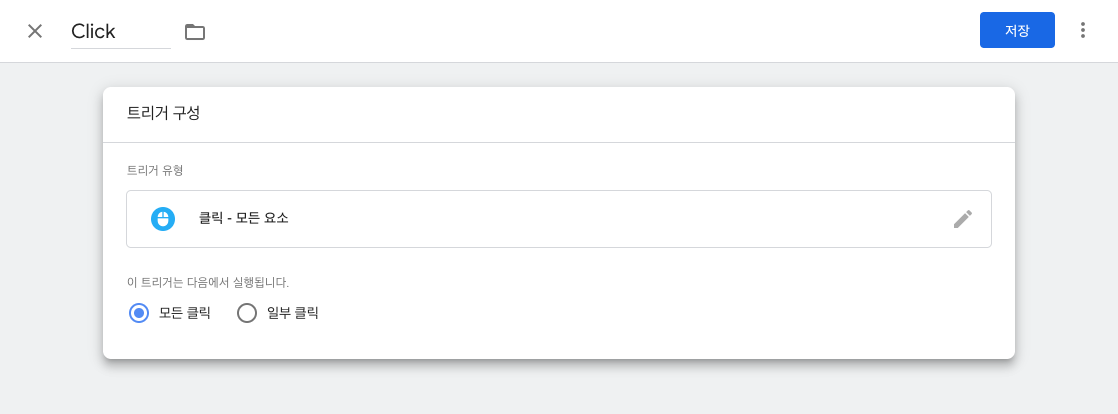 Click
저장
트리거 구성
트리거 유형
클릭 - 모든 요소
이 트리거는 다음에서 실행됩니다.
모든 클릭 일부 클릭